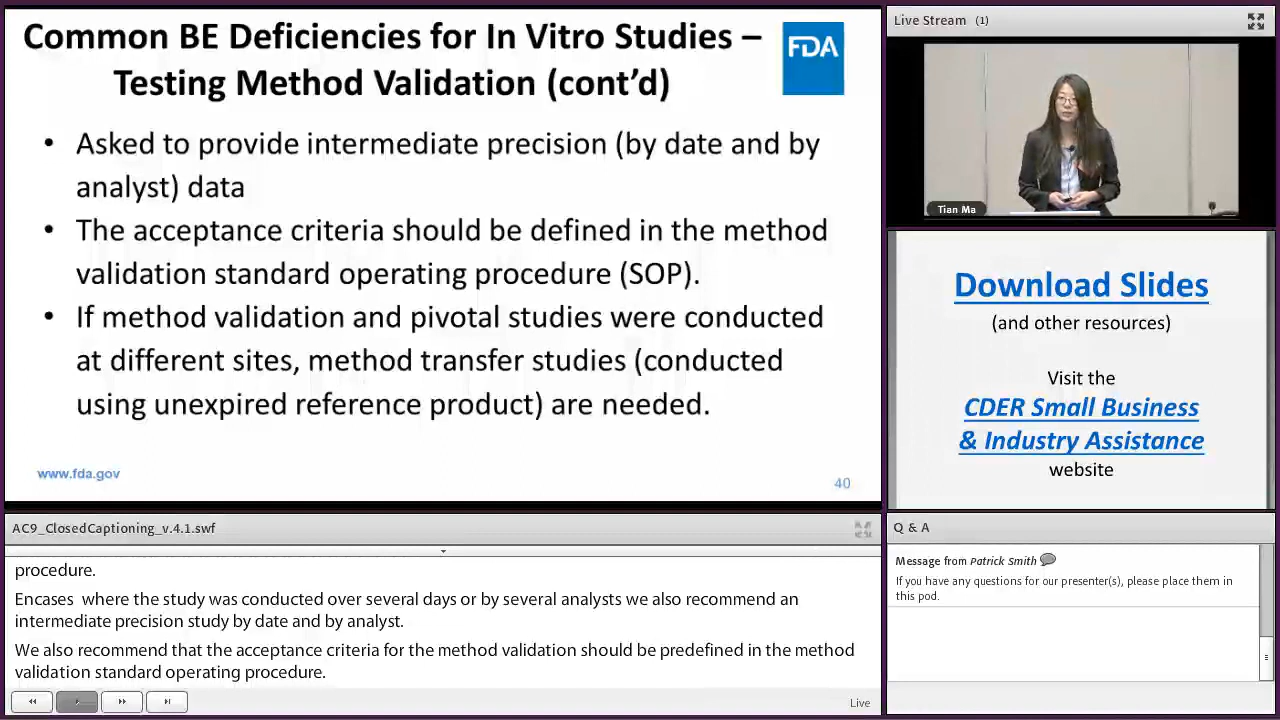 Common BE Deficiencies for In Vitro Studies –
Testing Method Validation (cont’d)
FDA
• Asked to provide intermediate precision (by date and by
analyst) data
• The acceptance criteria should be defined in the method
validation standard operating procedure (SOP).
• If method validation and pivotal studies were conducted
at different sites, method transfer studies (conducted
using unexpired reference product) are needed.
www.fda.gov
40
Live Stream (1)
Tian Ma
Download Slides
(and other resources)
Visit the
CDER Small Business
& Industry Assistance
website
AC9_ClosedCaptioning_v.4.1.swf
procedure.
Encases where the study was conducted over several days or by several analysts we also recommend an
intermediate precision study by date and by analyst.
We also recommend that the acceptance criteria for the method validation should be predefined in the method
validation standard operating procedure.
Live
Q & A
Message from Patrick Smith
If you have any questions for our presenter(s), please place them in
this pod.